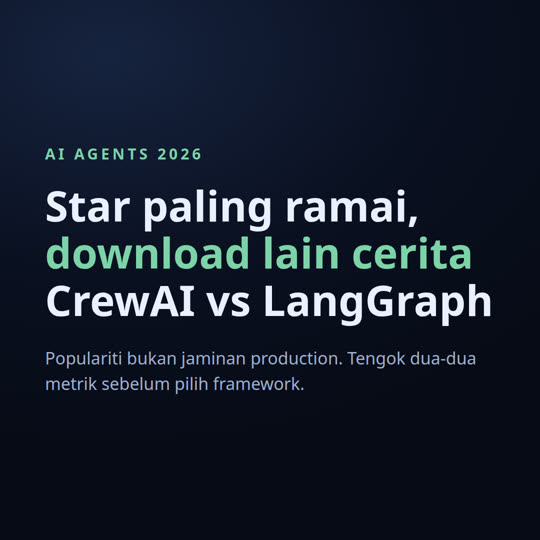 AI AGENTS 2026
Star paling ramai,
download lain cerita
CrewAI vs LangGraph
Populariti bukan jaminan production. Tengok dua-dua
metrik sebelum pilih framework.